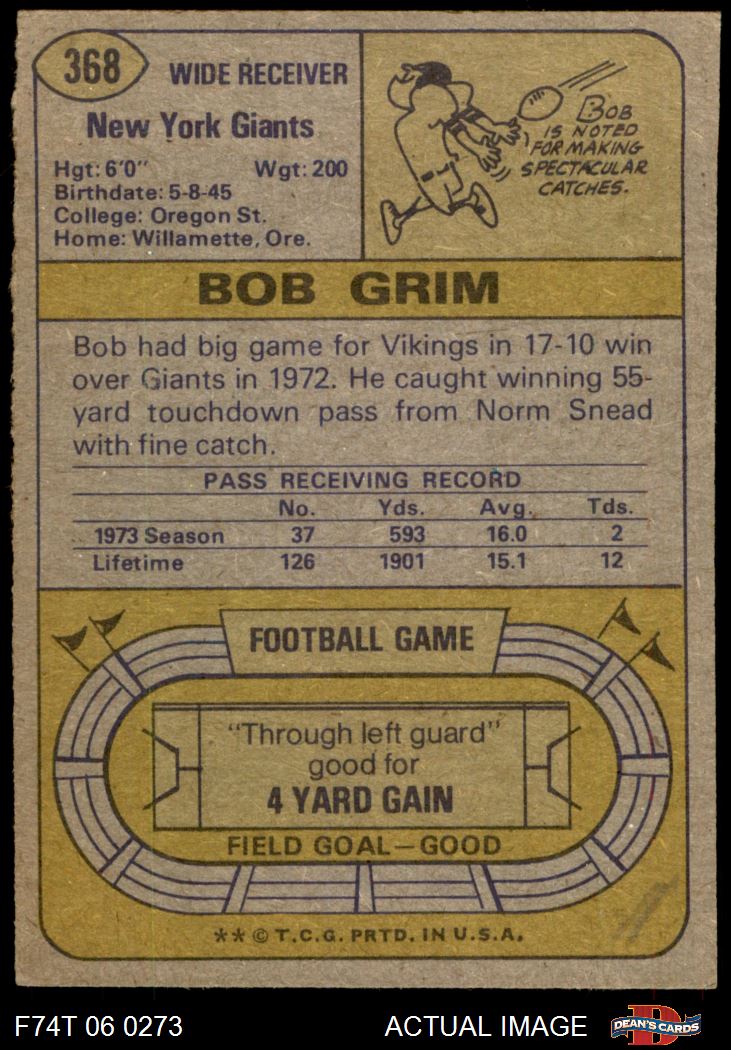 368
WIDE RECEIVER
New York Giants
Hgt: 6'0" Wgt: 200
Birthdate: 5-8-45
College: Oregon St.
Home: Willamette, Ore.
BOB
IS NOTED
FOR MAKING
SPECTACULAR
CATCHES.
BOB GRIM
Bob had big game for Vikings in 17-10 win
over Giants in 1972. He caught winning 55-
yard touchdown pass from Norm Snead
with fine catch.
PASS RECEIVING RECORD
No. Yds. Avg. Tds.
1973 Season 37 593 16.0 2
Lifetime 126 1901 15.1 12
FOOTBALL GAME
"Through left guard"
good for
4 YARD GAIN
FIELD GOAL—GOOD
** © T.C.G. PRTD. IN U.S.A.
F74T 06 0273 ACTUAL IMAGE
D
DEAN'S CARDS